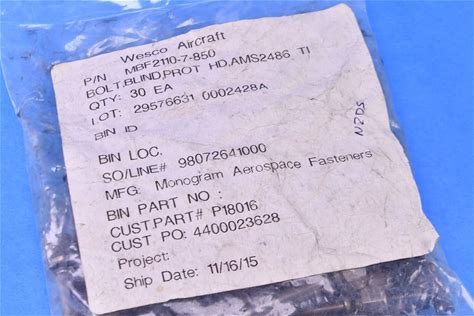 Wesco Aircraft
P/N MBF2110-7-850
BOLT,BLIND,PROT HD,AMS2486 TI
QTY: 30 EA
LOT: 29576631 0002428A
BIN ID
BIN LOC.
SO/LINE# 98072641000
MFG: Monogram Aerospace Fasteners
BIN PART NO :
CUST.PART# P18016
CUST PO: 4400023628
Project:
Ship Date: 11/16/15